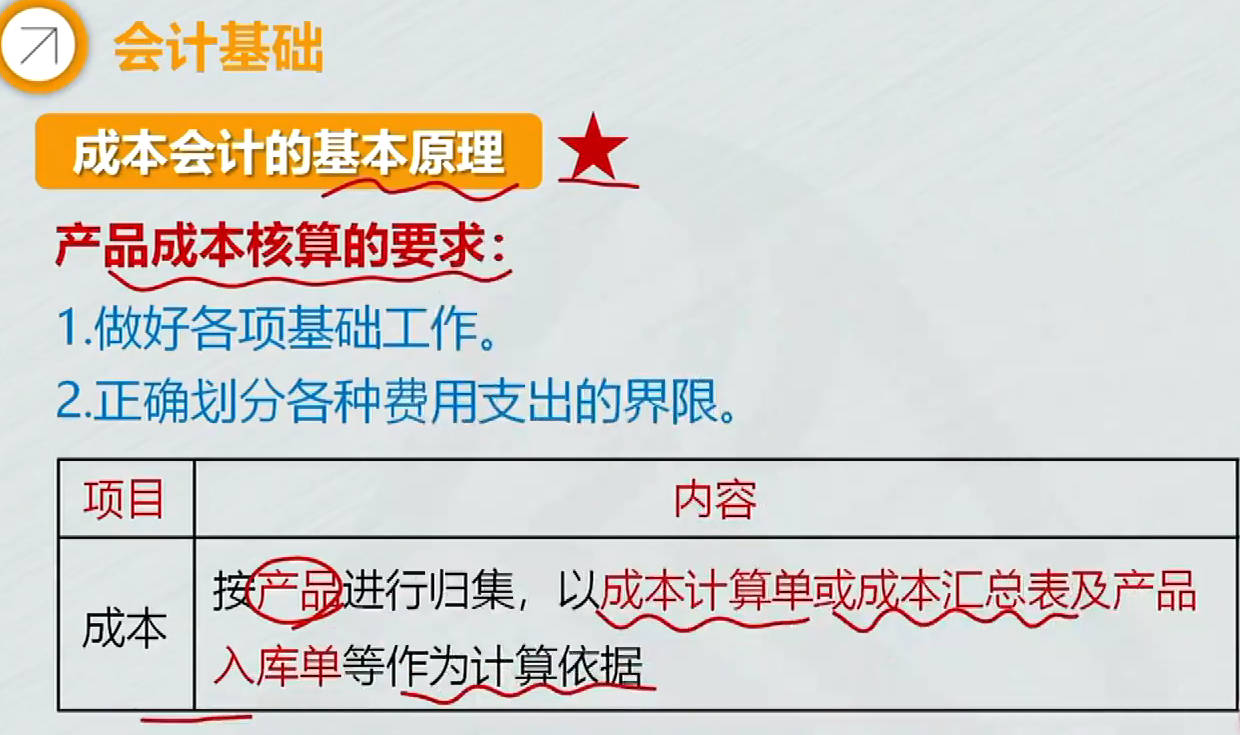 会计基础
成本会计的基本原理
产品成本核算的要求：
1.做好各项基础工作。
2.正确划分各种费用支出的界限。
项目
内容
成本
按产品进行归集，以成本计算单或成本汇总表及产品
入库单等作为计算依据